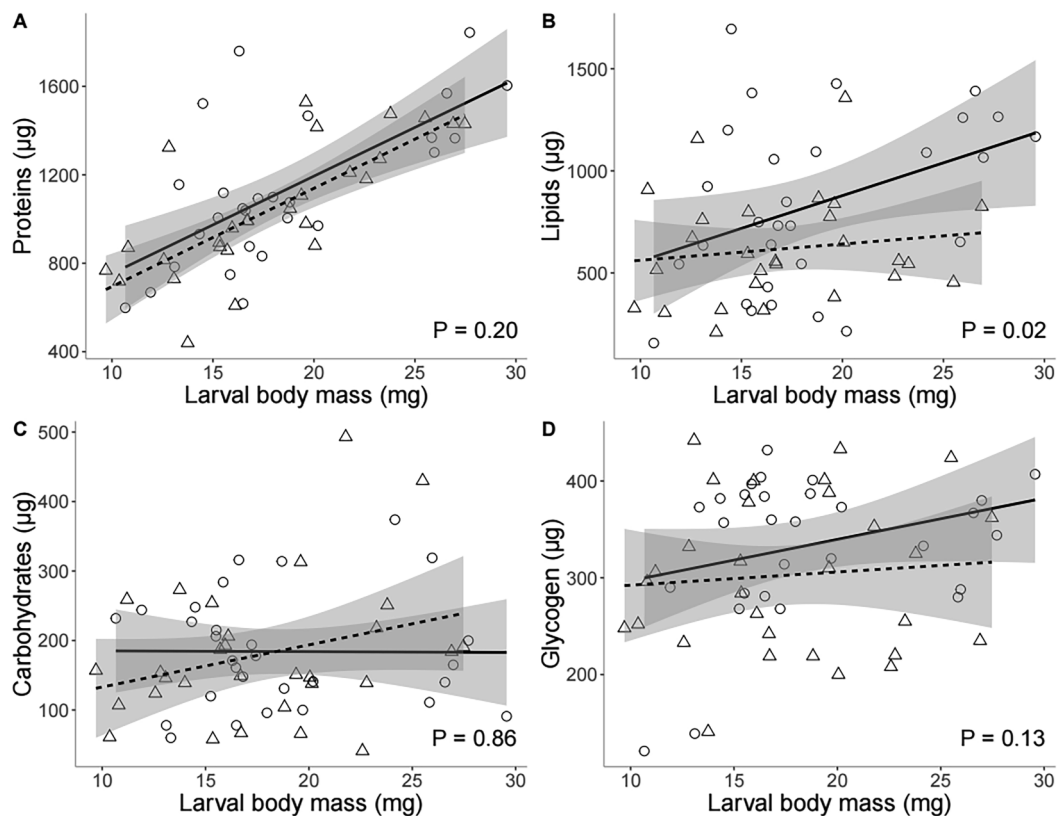 A
Proteins (µg)
1600
1200
800
400
10 15 20 25 30
Larval body mass (mg)
P = 0.20
B
Lipids (µg)
1500
1000
500
10 15 20 25 30
Larval body mass (mg)
P = 0.02
C
Carbohydrates (µg)
500
400
300
200
100
10 15 20 25 30
Larval body mass (mg)
P = 0.86
D
Glycogen (µg)
400
300
200
10 15 20 25 30
Larval body mass (mg)
P = 0.13